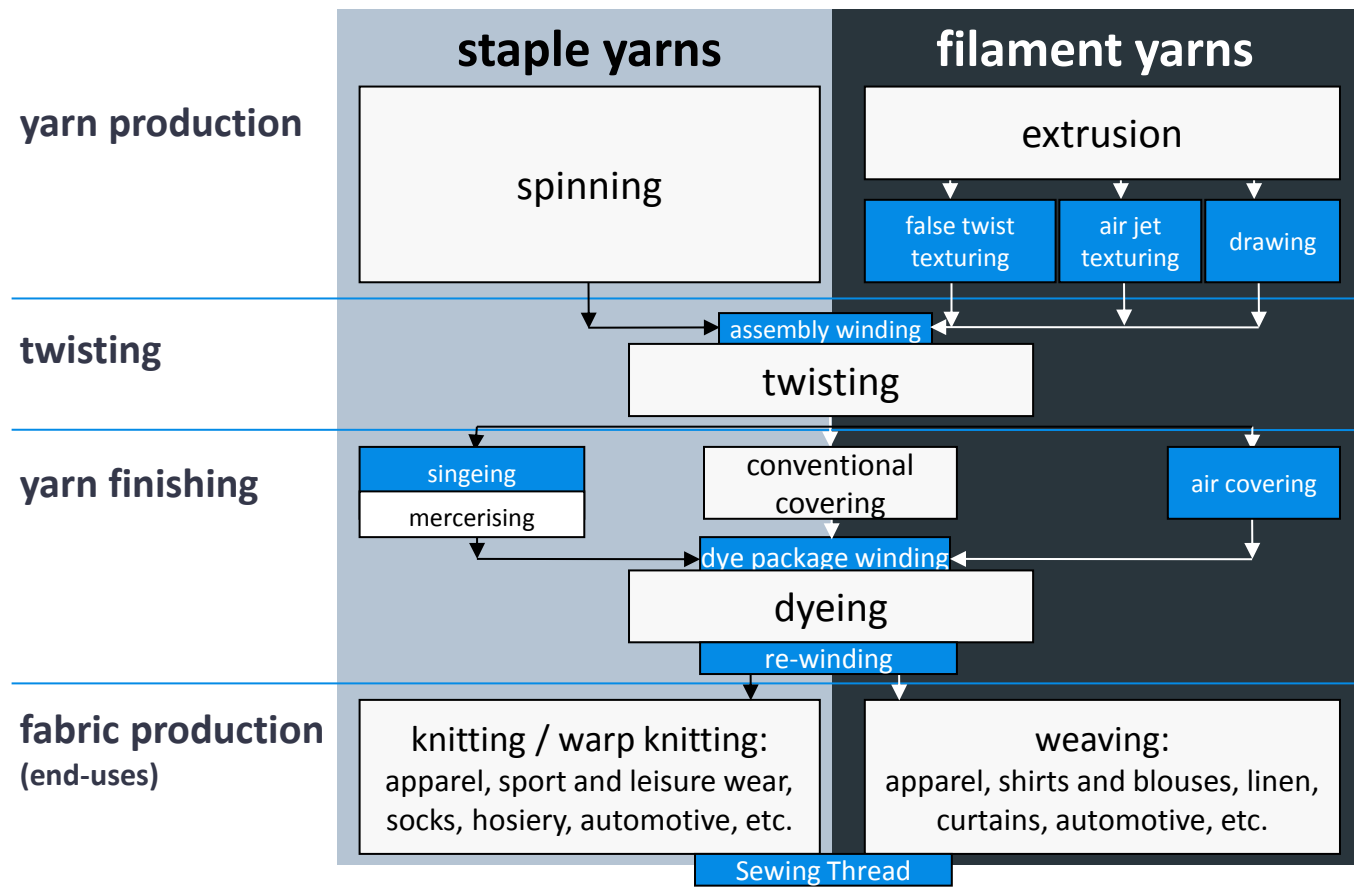 staple yarns
filament yarns
yarn production
spinning
extrusion
false twist
texturing
air jet
texturing
drawing
twisting
assembly winding
twisting
yarn finishing
singeing
mercerising
conventional
covering
air covering
dye package winding
dyeing
re-winding
fabric production
(end-uses)
knitting / warp knitting:
apparel, sport and leisure wear,
socks, hosiery, automotive, etc.
weaving:
apparel, shirts and blouses, linen,
curtains, automotive, etc.
Sewing Thread